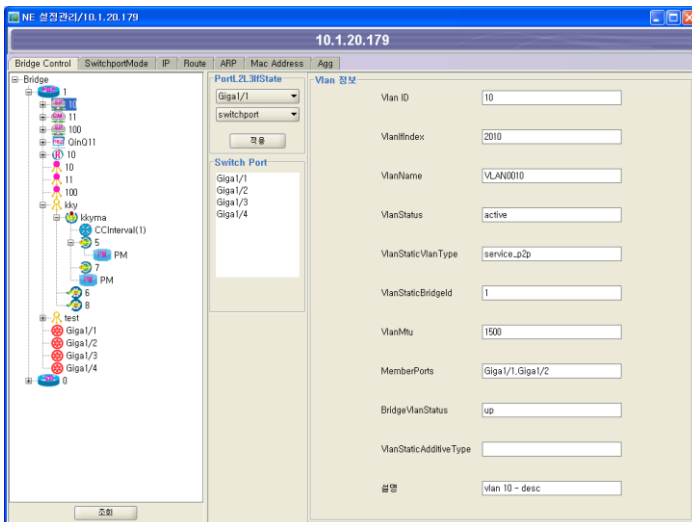 NE 설정관리/10.1.20.179
10.1.20.179
Bridge Control SwitchportMode IP Route ARP Mac Address Agg
Bridge
1
10
11
100
QinQ11
10
10
11
100
kky
kkyma
CCInterval(1)
5
PM
7
PM
6
8
test
Giga1/1
Giga1/2
Giga1/3
Giga1/4
0
조회
PortL2L3IfState
Giga1/1
switchport
적용
Switch Port
Giga1/1
Giga1/2
Giga1/3
Giga1/4
Vlan 정보
Vlan ID 10
VlanIfIndex 2010
VlanName VLAN0010
VlanStatus active
VlanStaticVlanType service_p2p
VlanStaticBridgeId 1
VlanMtu 1500
MemberPorts Giga1/1,Giga1/2
BridgeVlanStatus up
VlanStaticAdditiveType
설명 vlan 10 - desc